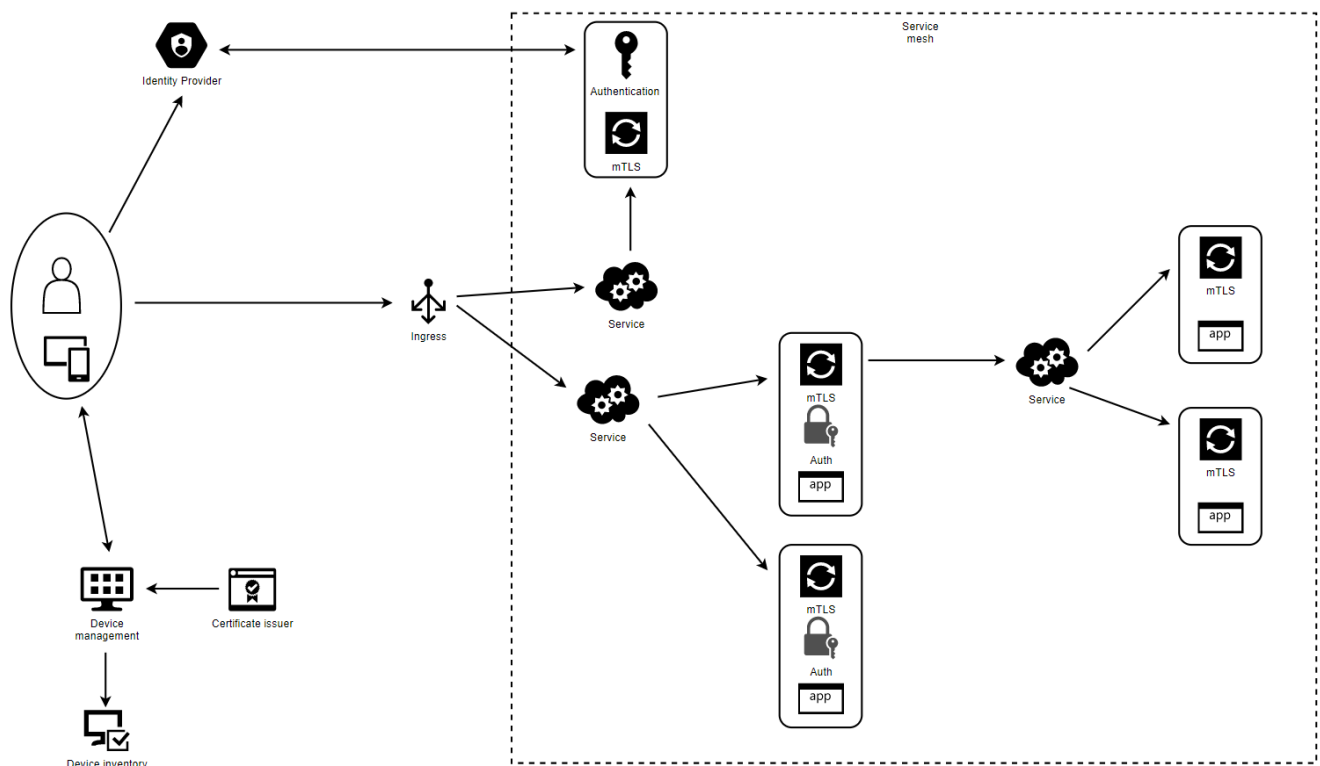 Service
mesh
Identity Provider
Authentication
mTLS
Service
Ingress
mTLS
app
mTLS
Auth
app
Service
Service
mTLS
app
mTLS
Auth
app
Device
management
Certificate issuer
Device inventory